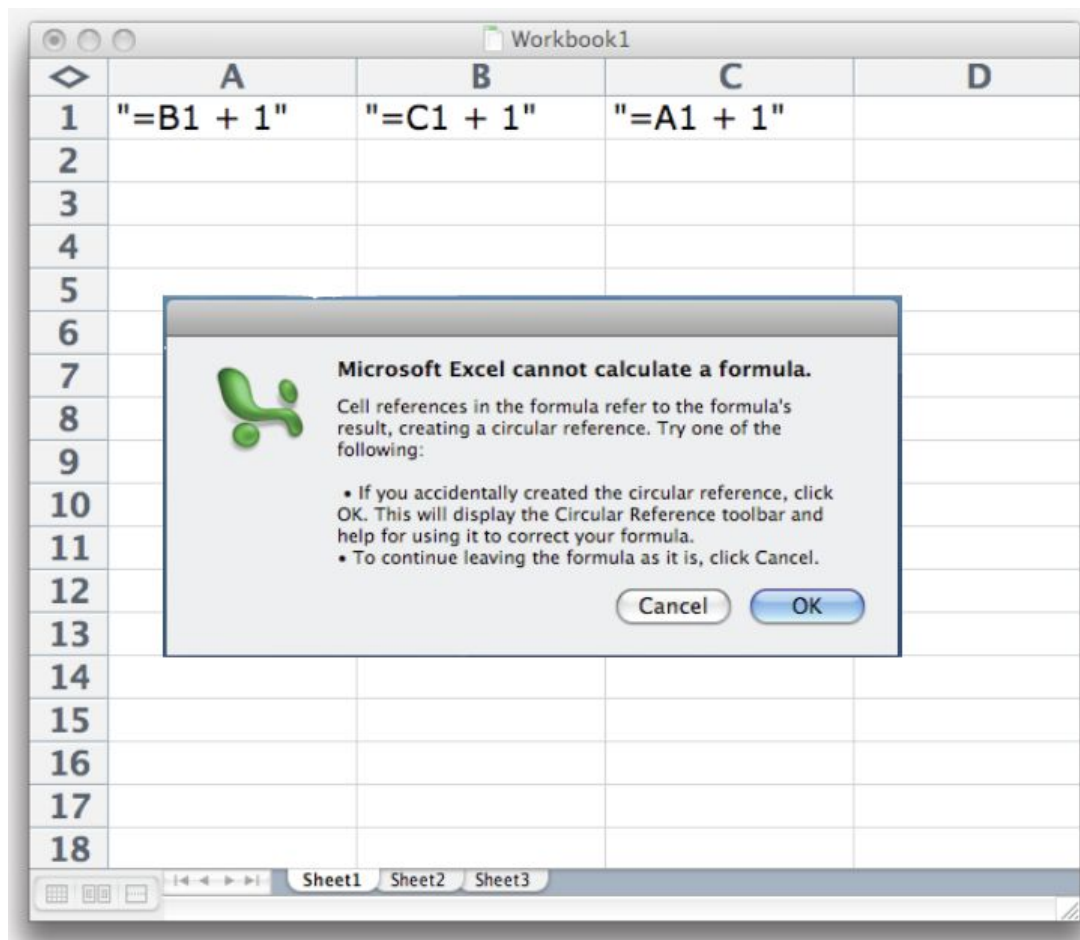 Workbook1
A B C D
1 "=B1 + 1" "=C1 + 1" "=A1 + 1"
2
3
4
5
6
7
8
9
10
11
12
13
14
15
16
17
18
Microsoft Excel cannot calculate a formula.
Cell references in the formula refer to the formula's
result, creating a circular reference. Try one of the
following:
• If you accidentally created the circular reference, click
OK. This will display the Circular Reference toolbar and
help for using it to correct your formula.
• To continue leaving the formula as it is, click Cancel.
Cancel OK
Sheet1 Sheet2 Sheet3